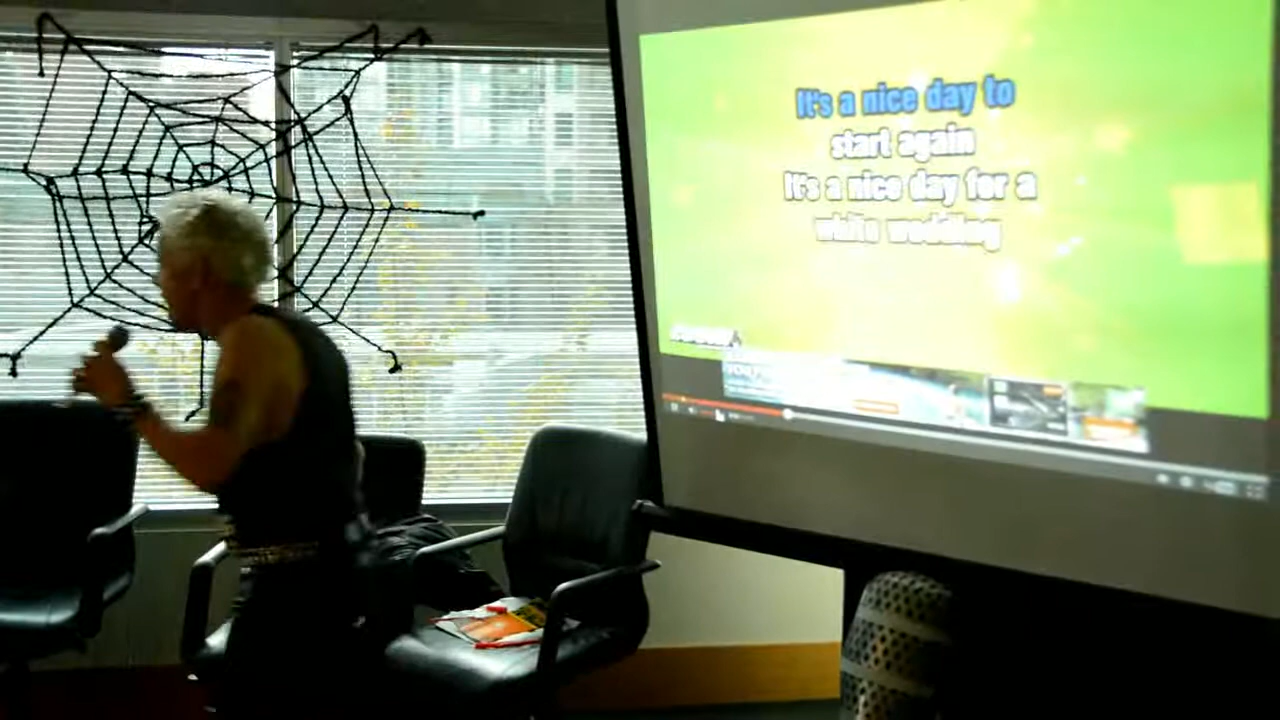 It's a nice day to
start again
It's a nice day for a
white wedding